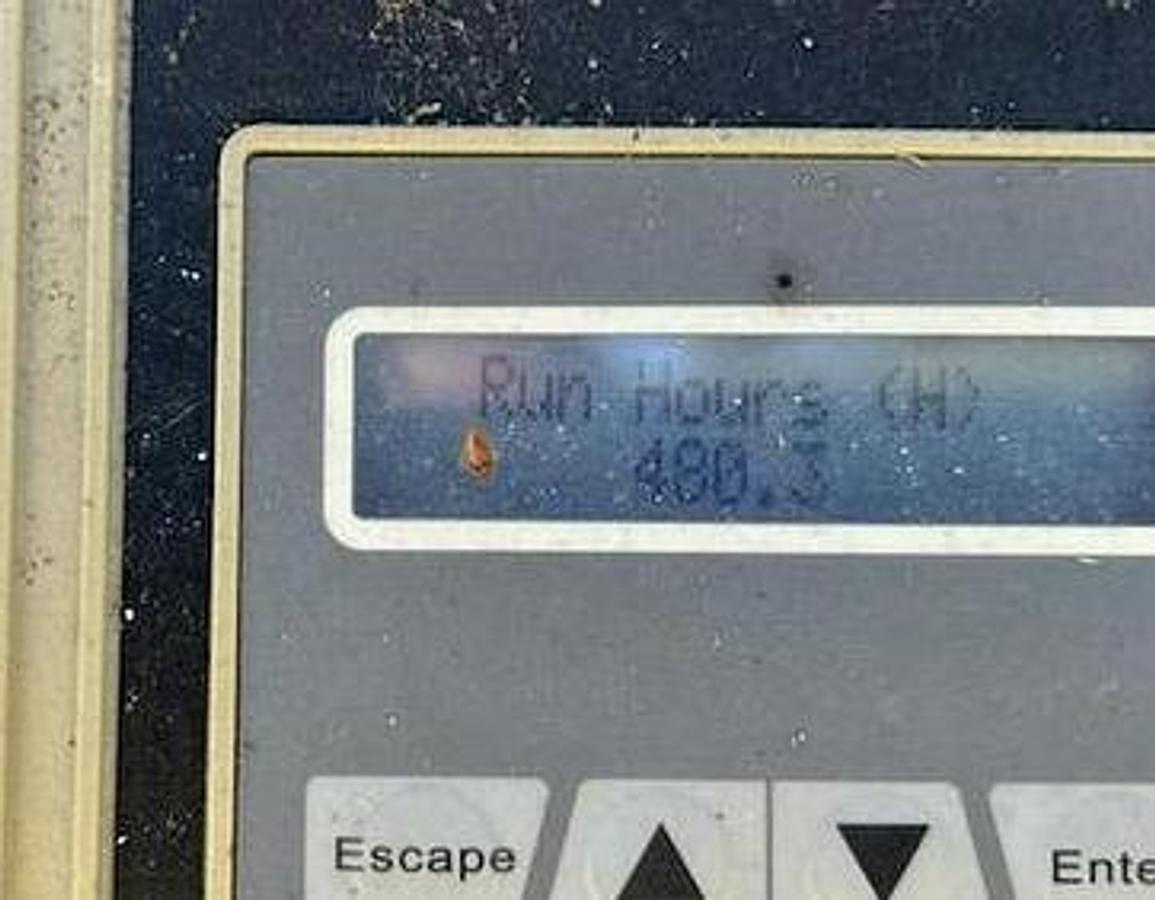 Run Hours (H)
480.3
Escape
Ente